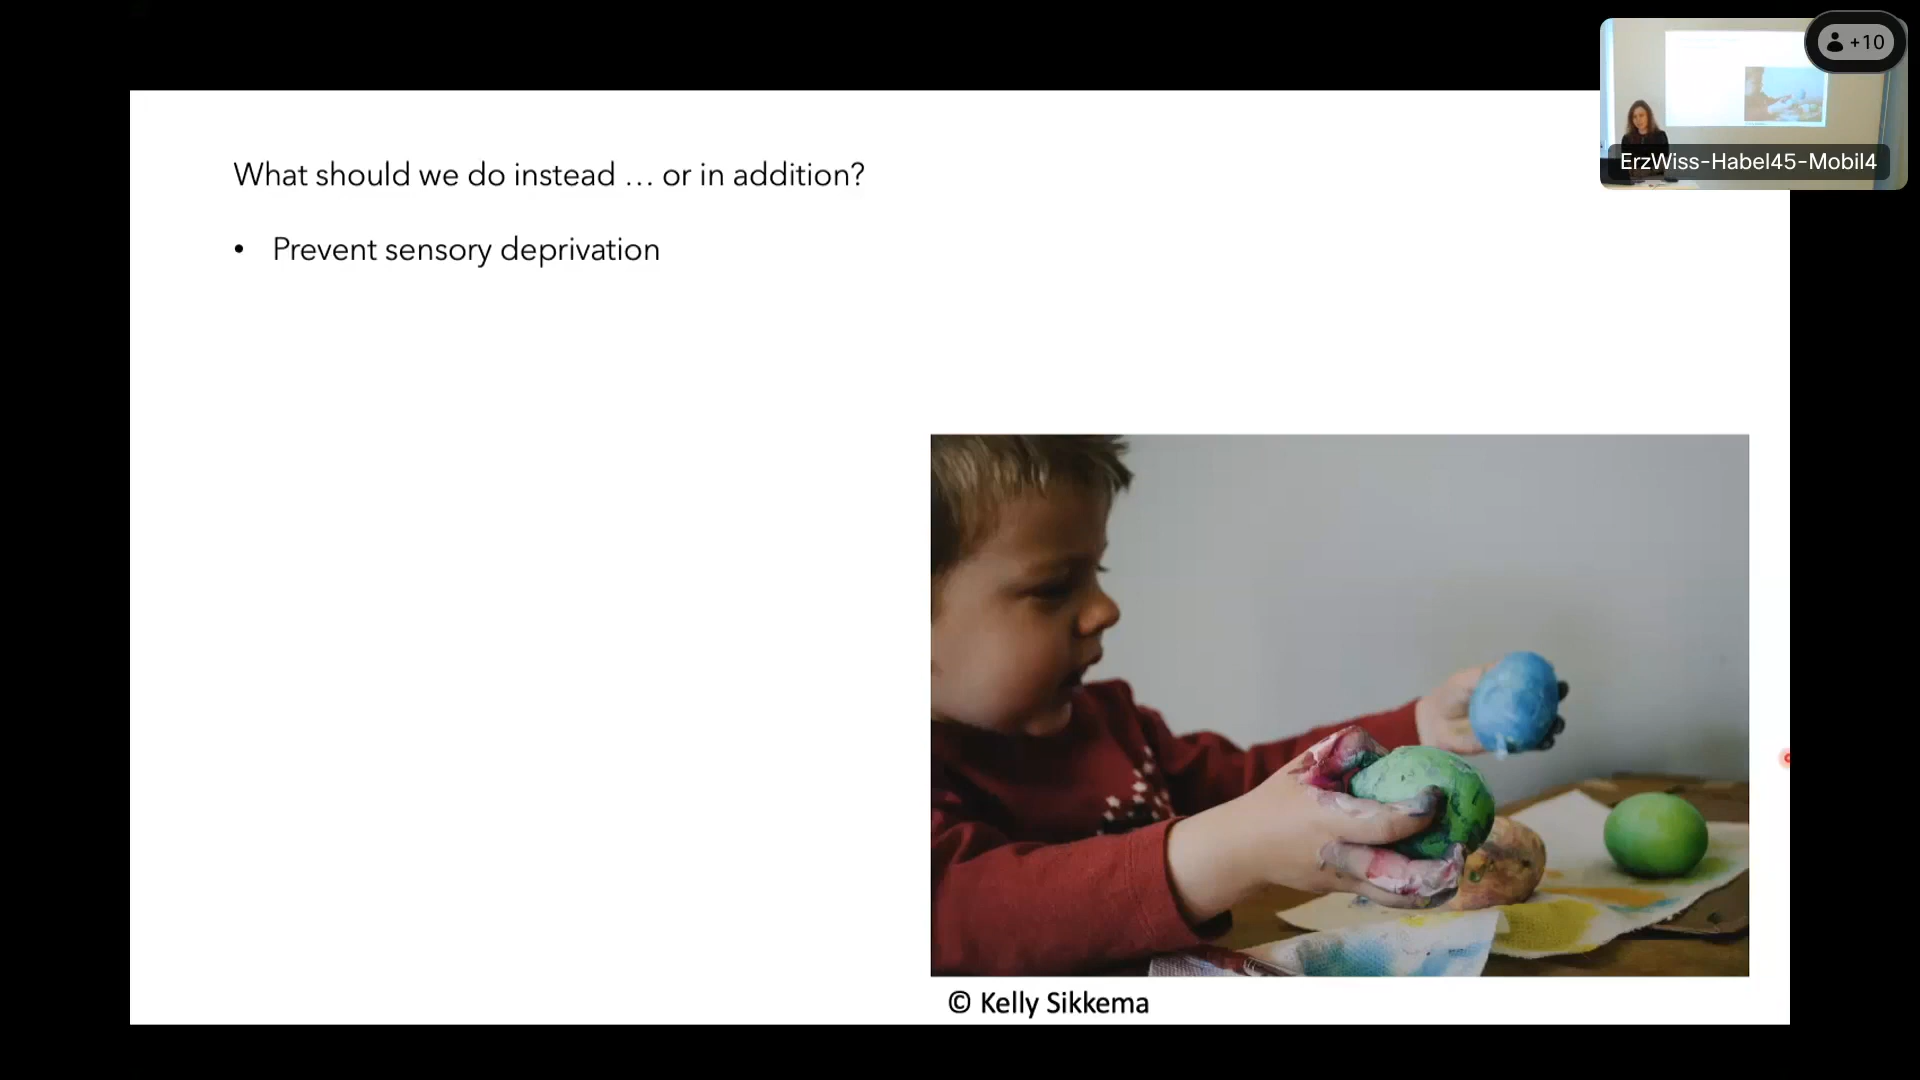 +10
ErzWiss-Habel45-Mobil4
What should we do instead … or in addition?
• Prevent sensory deprivation
© Kelly Sikkema